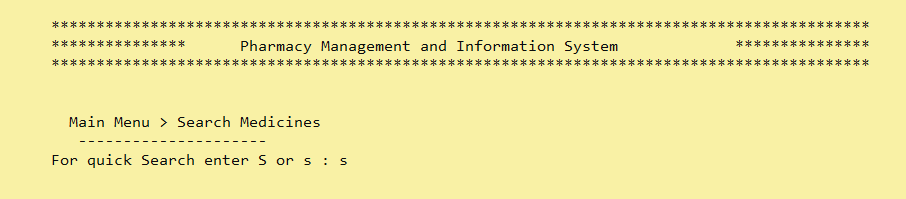 *******************************************************************************************
***************      Pharmacy Management and Information System             ***************
*******************************************************************************************
Main Menu > Search Medicines
---------------------
For quick Search enter S or s : s